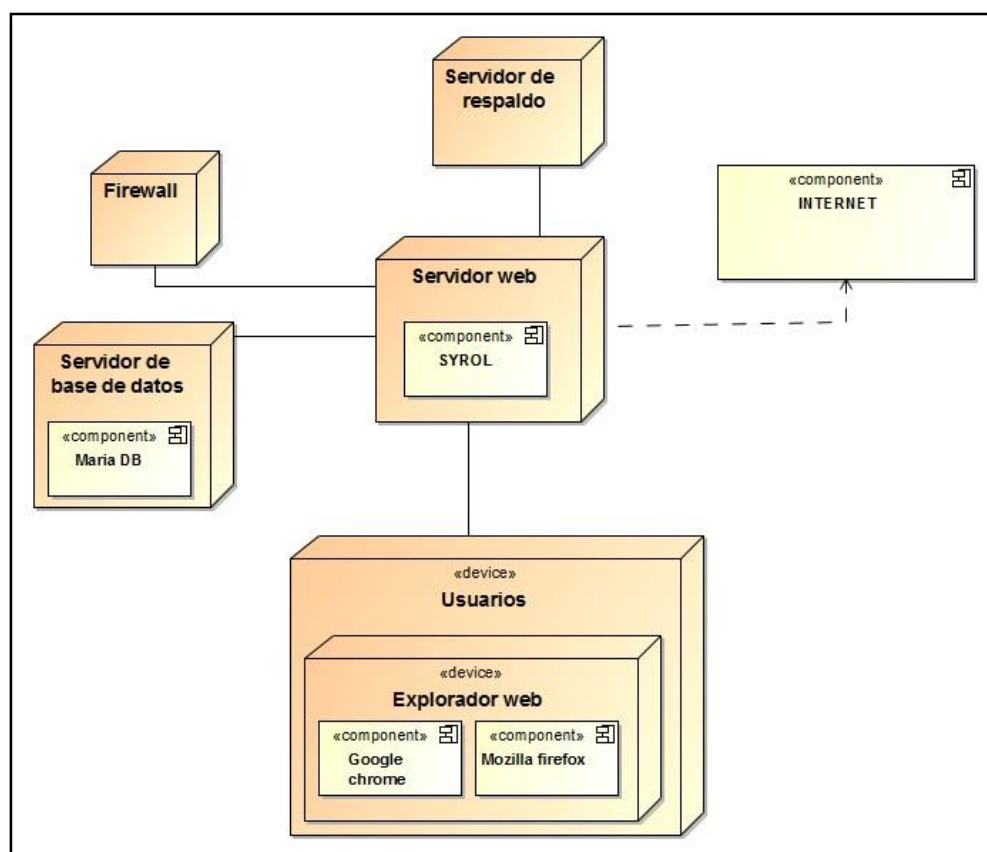 Servidor de
respaldo
Firewall
«component»
INTERNET
Servidor web
«component»
SYROL
Servidor de
base de datos
«component»
Maria DB
«device»
Usuarios
«device»
Explorador web
«component»
Google
chrome
«component»
Mozilla firefox